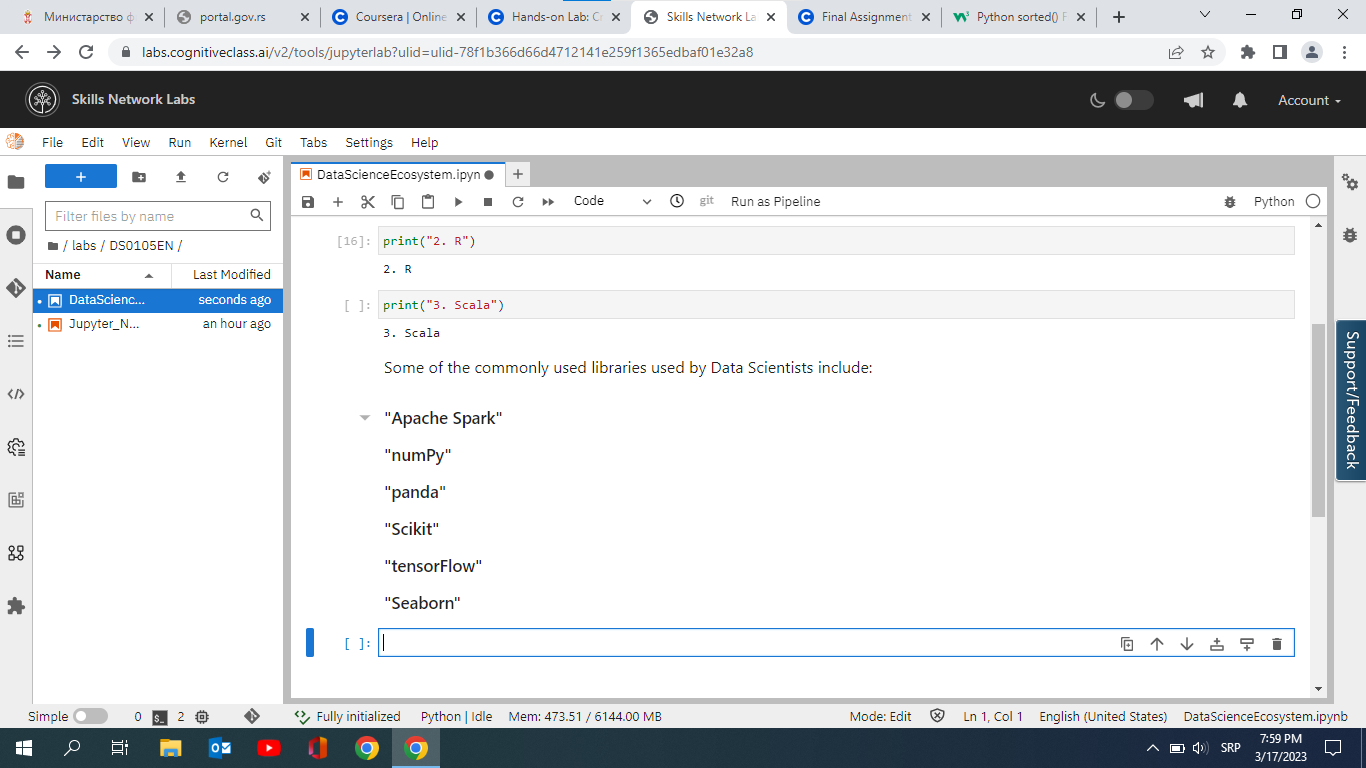 Министарство ф
portal.gov.rs
Coursera | Online
Hands-on Lab: Cr
Skills Network La
Final Assignment
Python sorted() F
labs.cognitiveclass.ai/v2/tools/jupyterlab?ulid=ulid-78f1b366d66d4712141e259f1365edbaf01e32a8
Skills Network Labs
Account
File Edit View Run Kernel Git Tabs Settings Help
DataScienceEcosystem.ipyn
Filter files by name
Code
git
Run as Pipeline
Python
/ labs / DS0105EN /
Name
Last Modified
DataScienc...
seconds ago
Jupyter_N...
an hour ago
[16]:
print("2. R")
2. R
[ ]:
print("3. Scala")
3. Scala
Some of the commonly used libraries used by Data Scientists include:
"Apache Spark"
"numPy"
"panda"
"Scikit"
"tensorFlow"
"Seaborn"
[ ]:
Support/Feedback
Simple
0
2
Fully initialized
Python | Idle
Mem: 473.51 / 6144.00 MB
Mode: Edit
Ln 1, Col 1
English (United States)
DataScienceEcosystem.ipynb
SRP
7:59 PM
3/17/2023